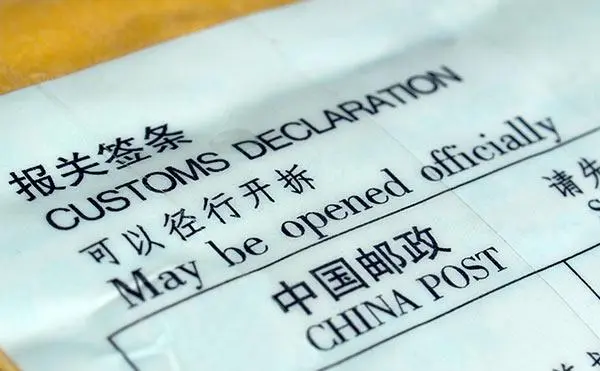 报关签条
CUSTOMS DECLARATION
可以径行开拆
May be opened officially
中国邮政
CHINA POST
请先
S